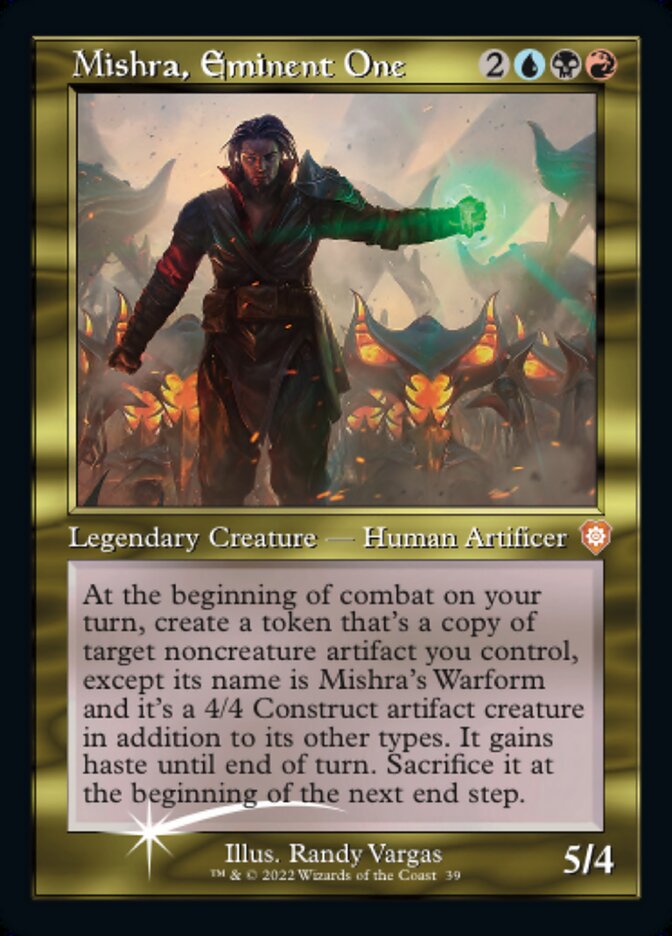 Mishra, Eminent One 2
Legendary Creature — Human Artificer
At the beginning of combat on your
turn, create a token that's a copy of
target noncreature artifact you control,
except its name is Mishra's Warform
and it's a 4/4 Construct artifact creature
in addition to its other types. It gains
haste until end of turn. Sacrifice it at
the beginning of the next end step.
Illus. Randy Vargas
5/4
™ & © 2022 Wizards of the Coast 39